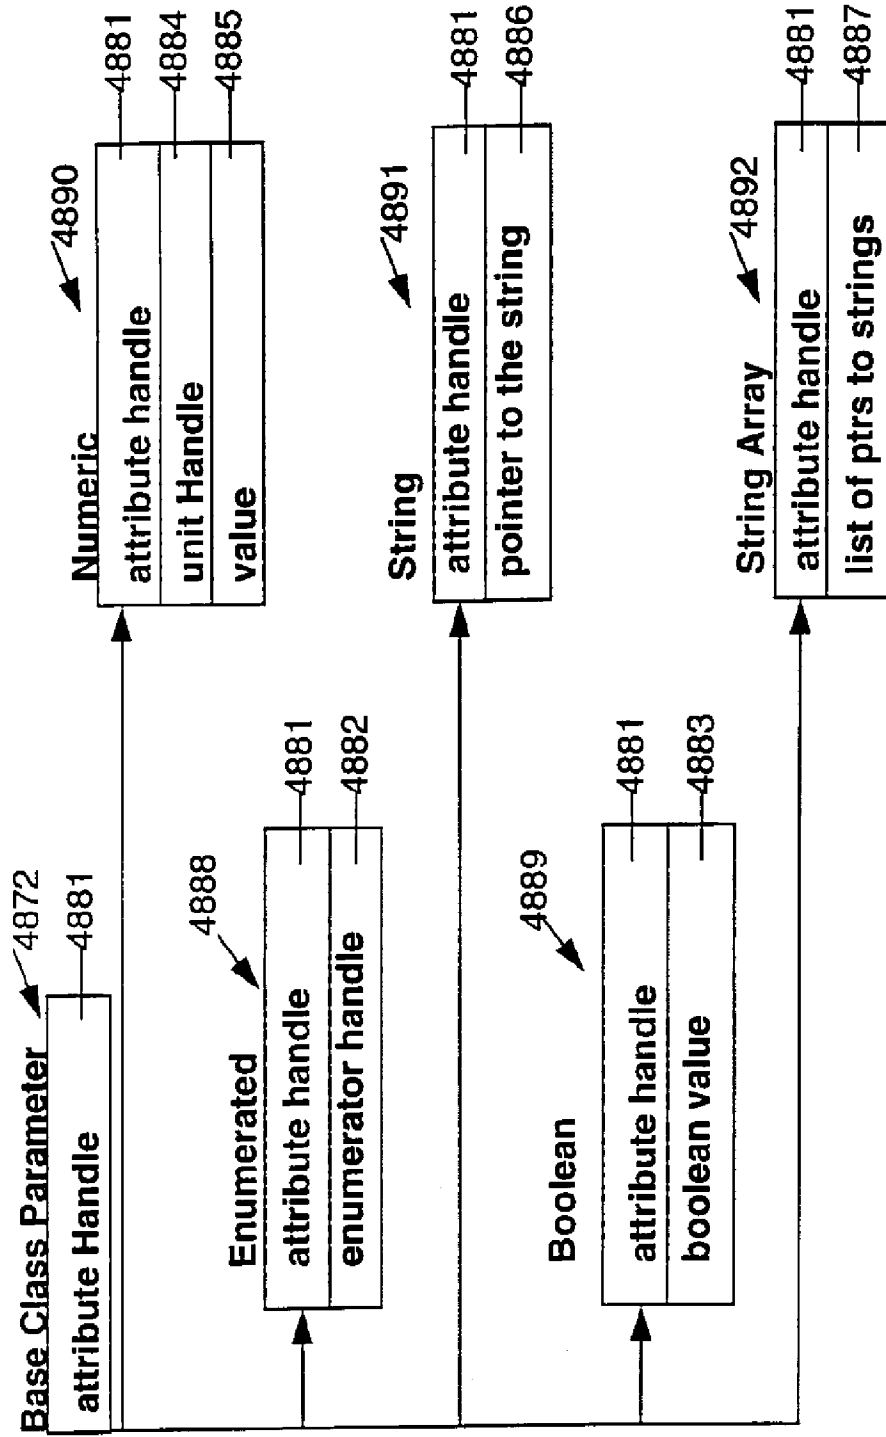 Base Class Parameter
4872
attribute Handle
4881
Numeric
4890
attribute handle
4881
unit Handle
4884
value
4885
Enumerated
4888
attribute handle
4881
enumerator handle
4882
String
4891
attribute handle
4881
pointer to the string
4886
Boolean
4889
attribute handle
4881
boolean value
4883
String Array
4892
attribute handle
4881
list of ptrs to strings
4887